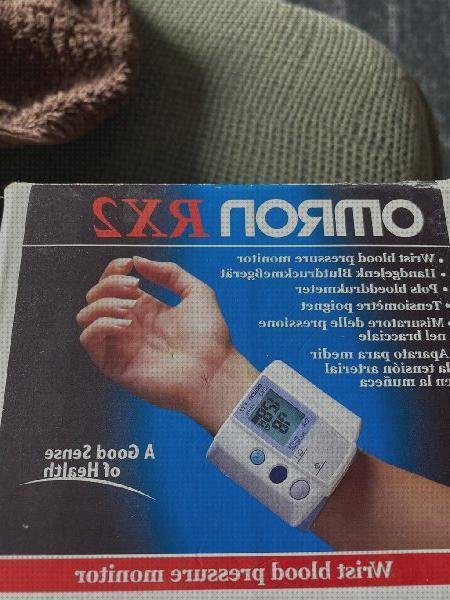 OMRON RX2
• Wrist blood pressure monitor
• Handgelenk Blutdruckmeßgerät
• Pols bloeddrukmeter
• Tensiomètre poignet
• Misuratore delle pressione
nel bracciale
Aparato para medir
la tensión arterial
en la muñeca
A Good Sense
of Health
Wrist blood pressure monitor